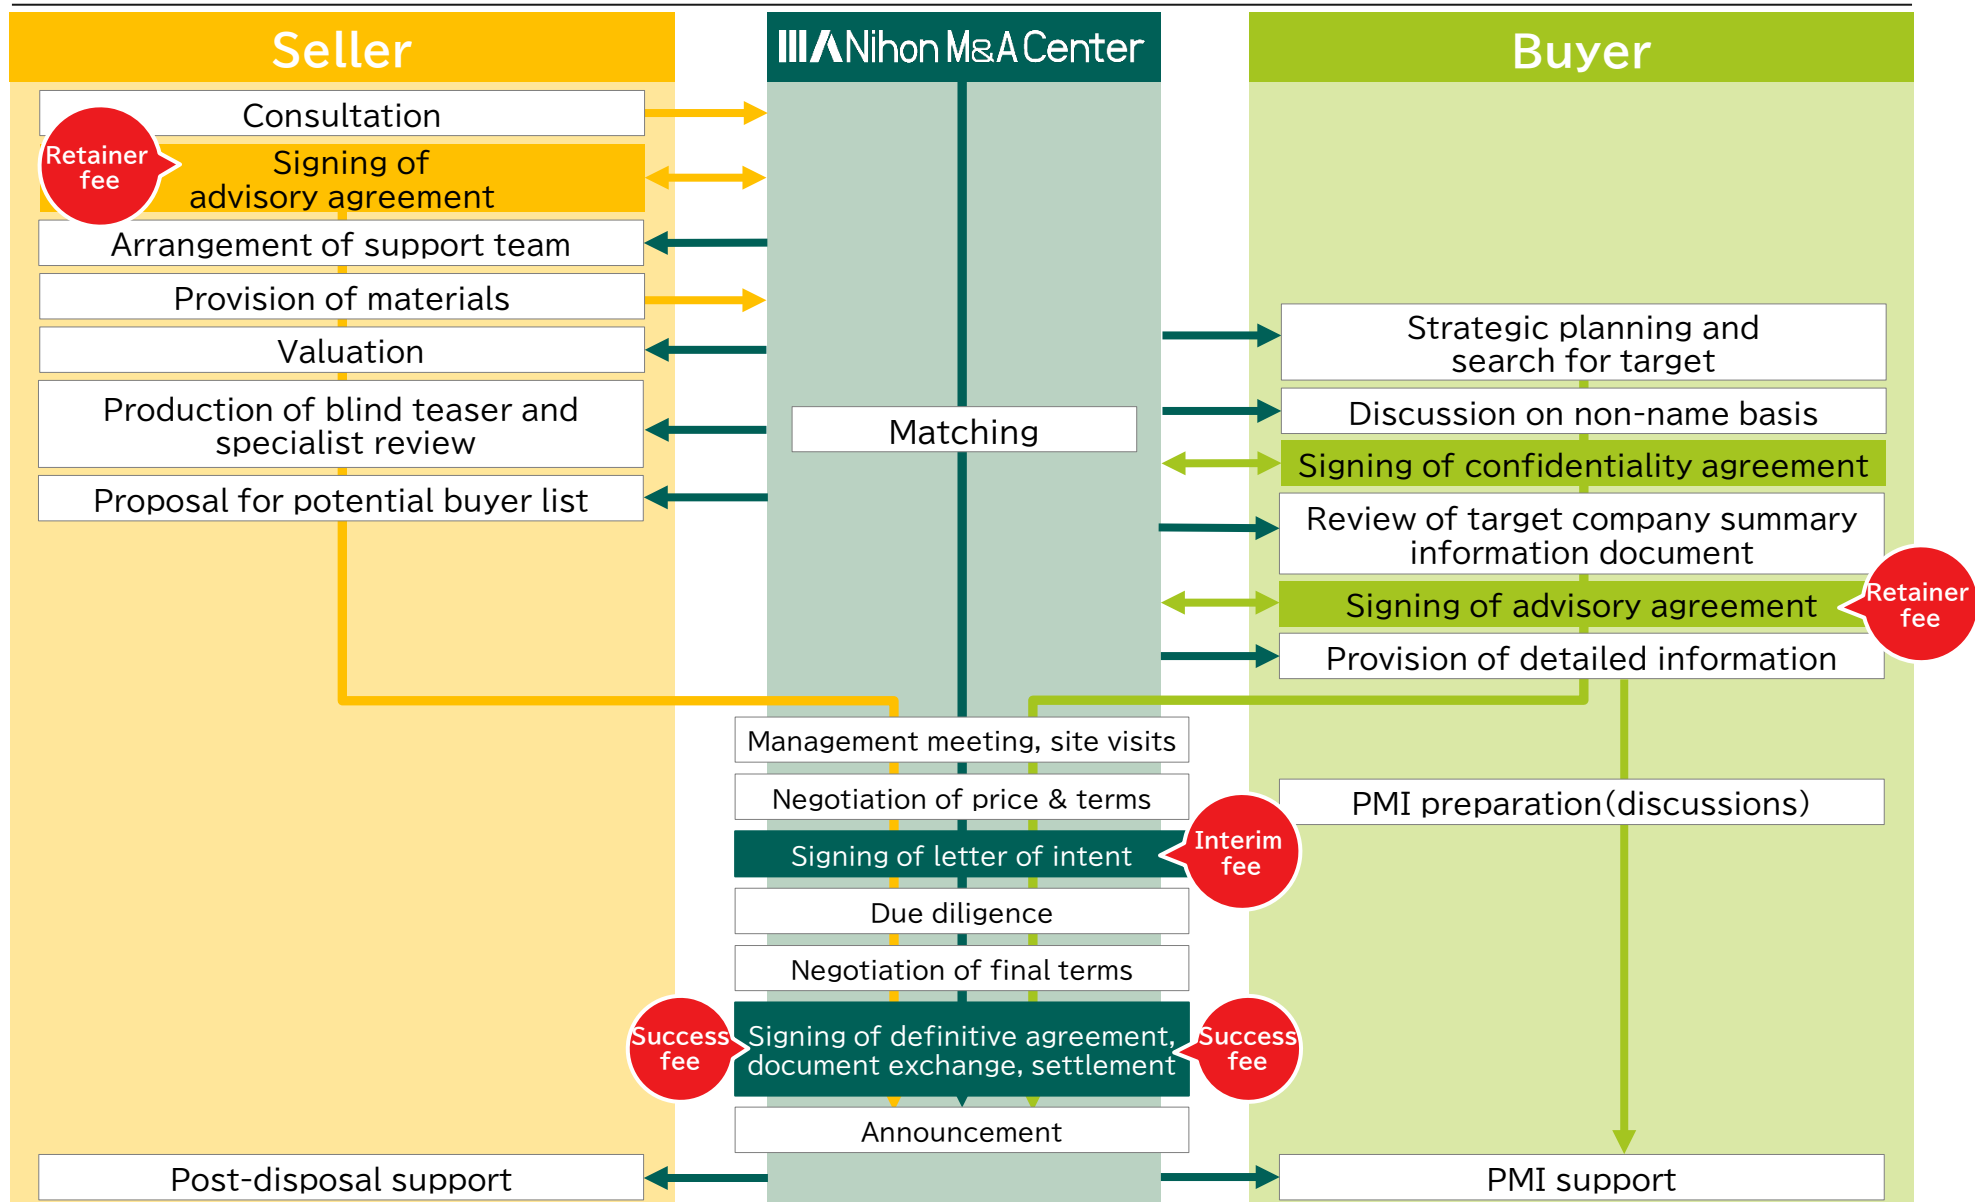 Seller
Nihon M&A Center
Buyer
Consultation
Retainer
fee
Signing of
advisory agreement
Arrangement of support team
Provision of materials
Valuation
Production of blind teaser and
specialist review
Proposal for potential buyer list
Matching
Strategic planning and
search for target
Discussion on non-name basis
Signing of confidentiality agreement
Review of target company summary
information document
Signing of advisory agreement
Retainer
fee
Provision of detailed information
Management meeting, site visits
Negotiation of price & terms
Signing of letter of intent
Interim
fee
PMI preparation(discussions)
Due diligence
Negotiation of final terms
Success
fee
Signing of definitive agreement,
document exchange, settlement
Success
fee
Announcement
Post-disposal support
PMI support